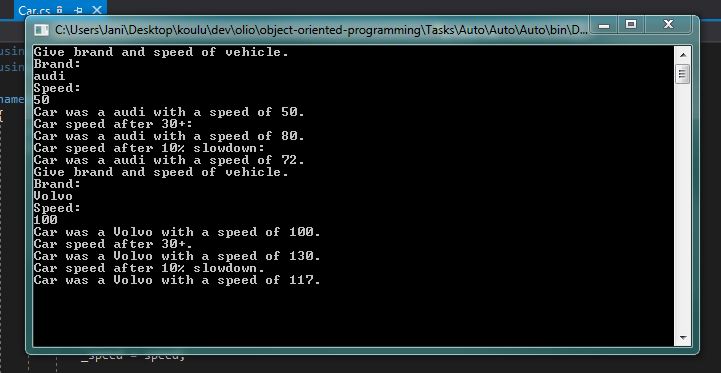 Car.cs
C:\Users\Jani\Desktop\koulu\dev\olio\object-oriented-programming\Tasks\Auto\Auto\Auto\bin\D...
usin
usin
name
{
Give brand and speed of vehicle.
Brand:
audi
Speed:
50
Car was a audi with a speed of 50.
Car speed after 30+:
Car was a audi with a speed of 80.
Car speed after 10% slowdown:
Car was a audi with a speed of 72.
Give brand and speed of vehicle.
Brand:
Volvo
Speed:
100
Car was a Volvo with a speed of 100.
Car speed after 30+.
Car was a Volvo with a speed of 130.
Car speed after 10% slowdown.
Car was a Volvo with a speed of 117.
_speed = speed;